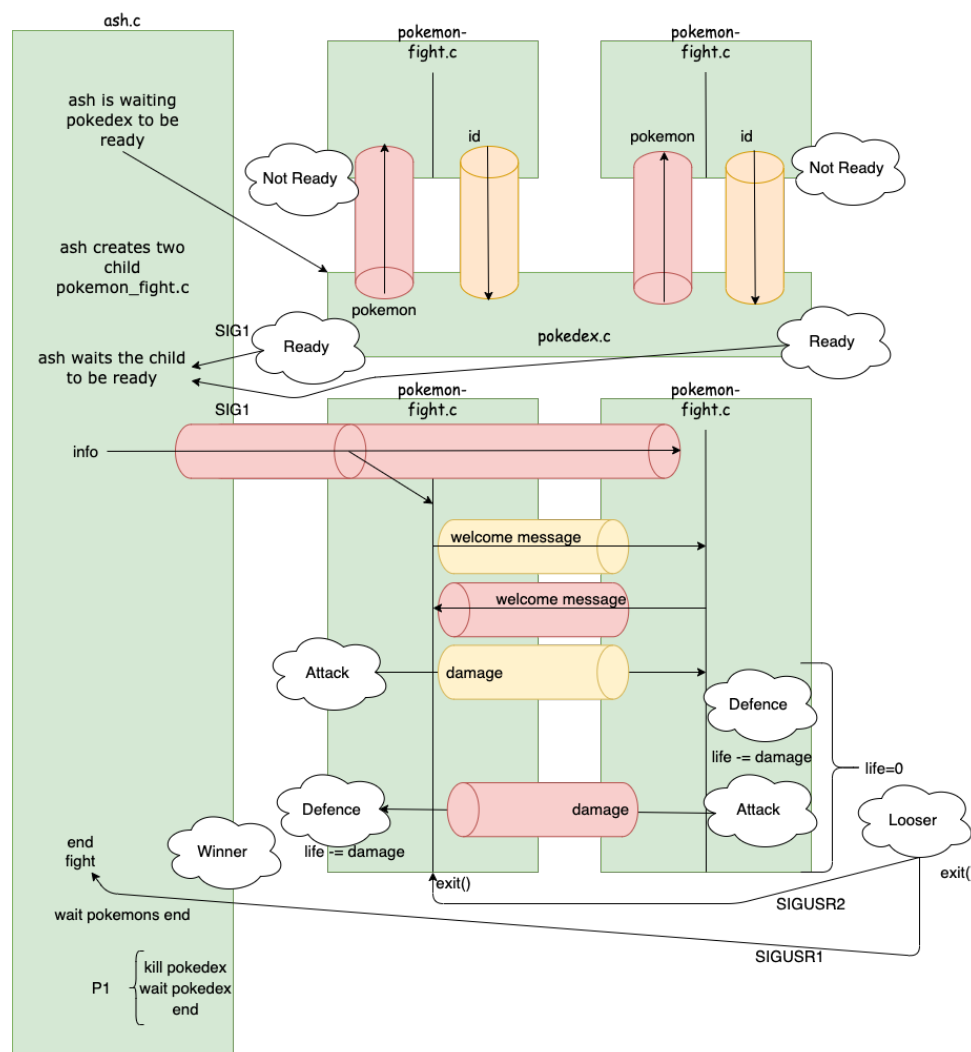 ash.c
pokemon-
fight.c
pokemon-
fight.c
ash is waiting
pokedex to be
ready
id
pokemon
id
Not Ready
Not Ready
ash creates two
child
pokemon_fight.c
pokemon
SIG1
Ready
pokedex.c
Ready
ash waits the child
to be ready
SIG1
pokemon-
fight.c
pokemon-
fight.c
info
welcome message
welcome message
Attack
damage
Defence
life -= damage
life=0
Defence
damage
Attack
Looser
life -= damage
Winner
end
fight
exit()
exit(
SIGUSR2
wait pokemons end
SIGUSR1
P1
kill pokedex
wait pokedex
end